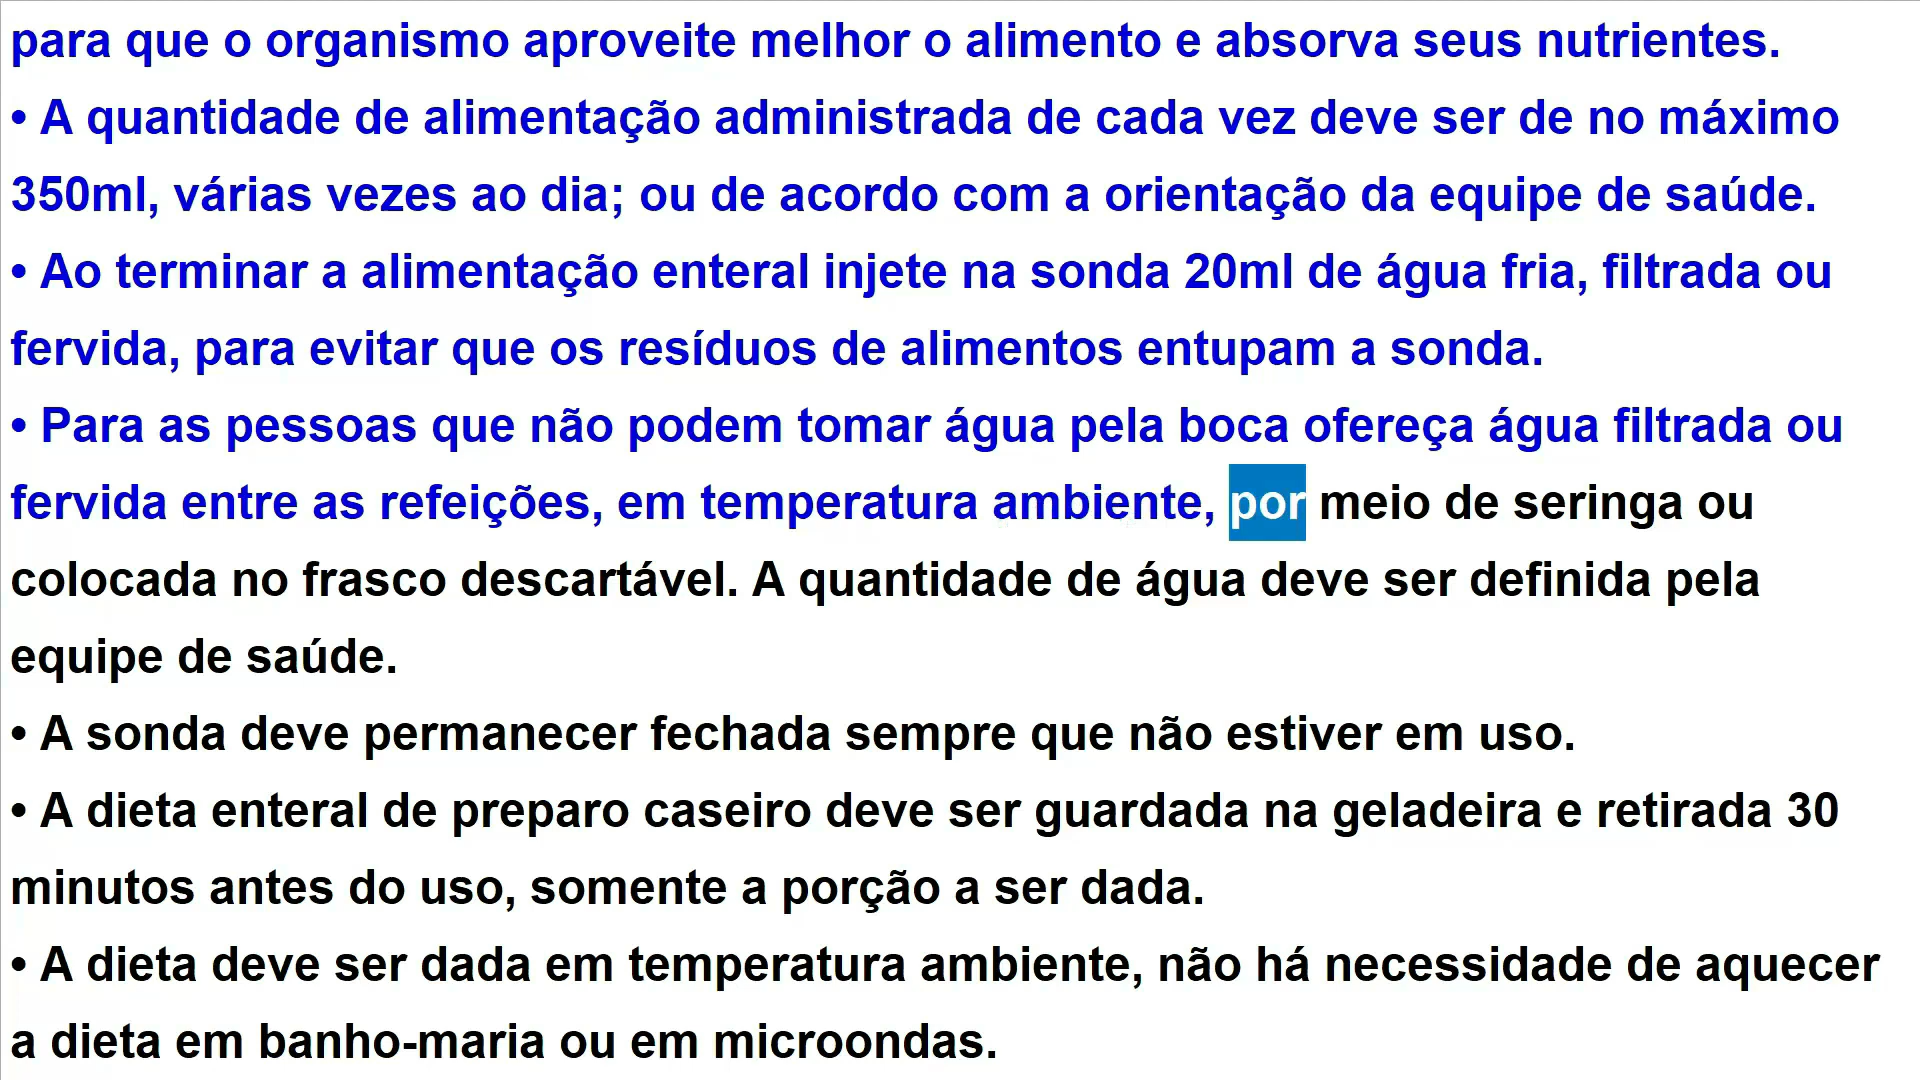 para que o organismo aproveite melhor o alimento e absorva seus nutrientes.
• A quantidade de alimentação administrada de cada vez deve ser de no máximo
350ml, várias vezes ao dia; ou de acordo com a orientação da equipe de saúde.
• Ao terminar a alimentação enteral injete na sonda 20ml de água fria, filtrada ou
fervida, para evitar que os resíduos de alimentos entupam a sonda.
• Para as pessoas que não podem tomar água pela boca ofereça água filtrada ou
fervida entre as refeições, em temperatura ambiente, por meio de seringa ou
colocada no frasco descartável. A quantidade de água deve ser definida pela
equipe de saúde.
• A sonda deve permanecer fechada sempre que não estiver em uso.
• A dieta enteral de preparo caseiro deve ser guardada na geladeira e retirada 30
minutos antes do uso, somente a porção a ser dada.
• A dieta deve ser dada em temperatura ambiente, não há necessidade de aquecer
a dieta em banho-maria ou em microondas.